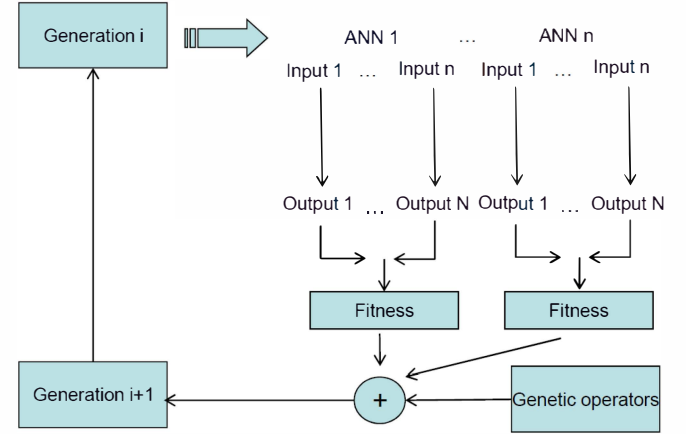 Generation i
ANN 1 ... ANN n
Input 1 ... Input n Input 1 ... Input n
Output 1 ... Output N Output 1 ... Output N
Fitness Fitness
Generation i+1
+
Genetic operators